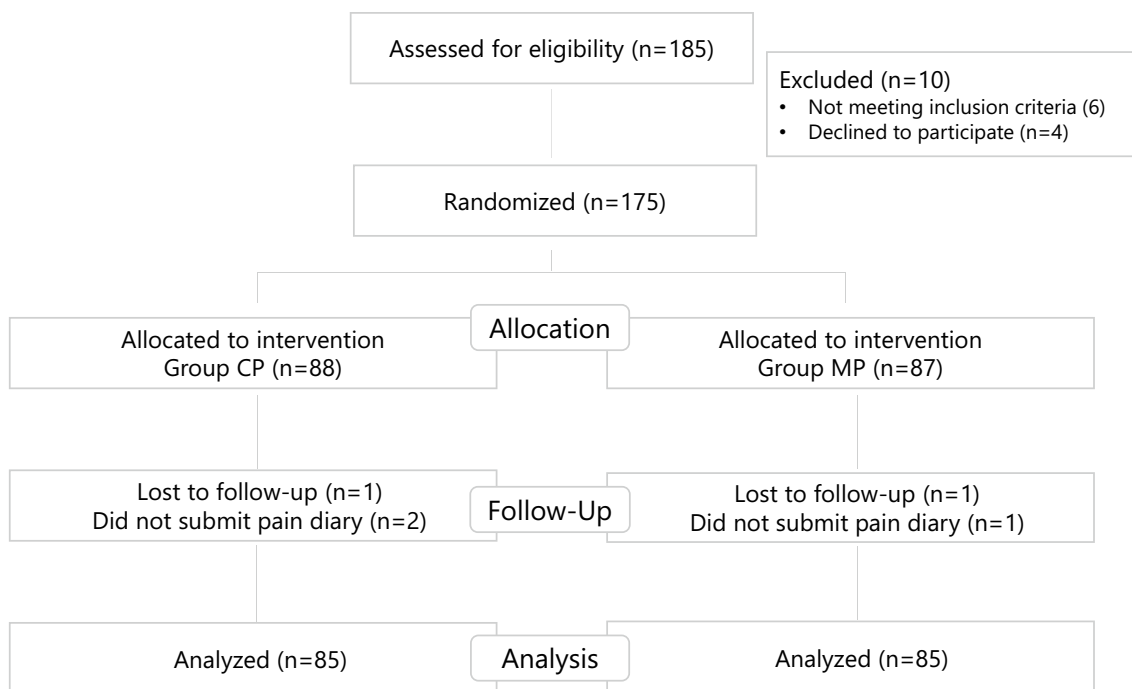 Assessed for eligibility (n=185)
Excluded (n=10)
• Not meeting inclusion criteria (6)
• Declined to participate (n=4)
Randomized (n=175)
Allocation
Allocated to intervention
Group CP (n=88)
Allocated to intervention
Group MP (n=87)
Follow-Up
Lost to follow-up (n=1)
Did not submit pain diary (n=2)
Lost to follow-up (n=1)
Did not submit pain diary (n=1)
Analysis
Analyzed (n=85)
Analyzed (n=85)